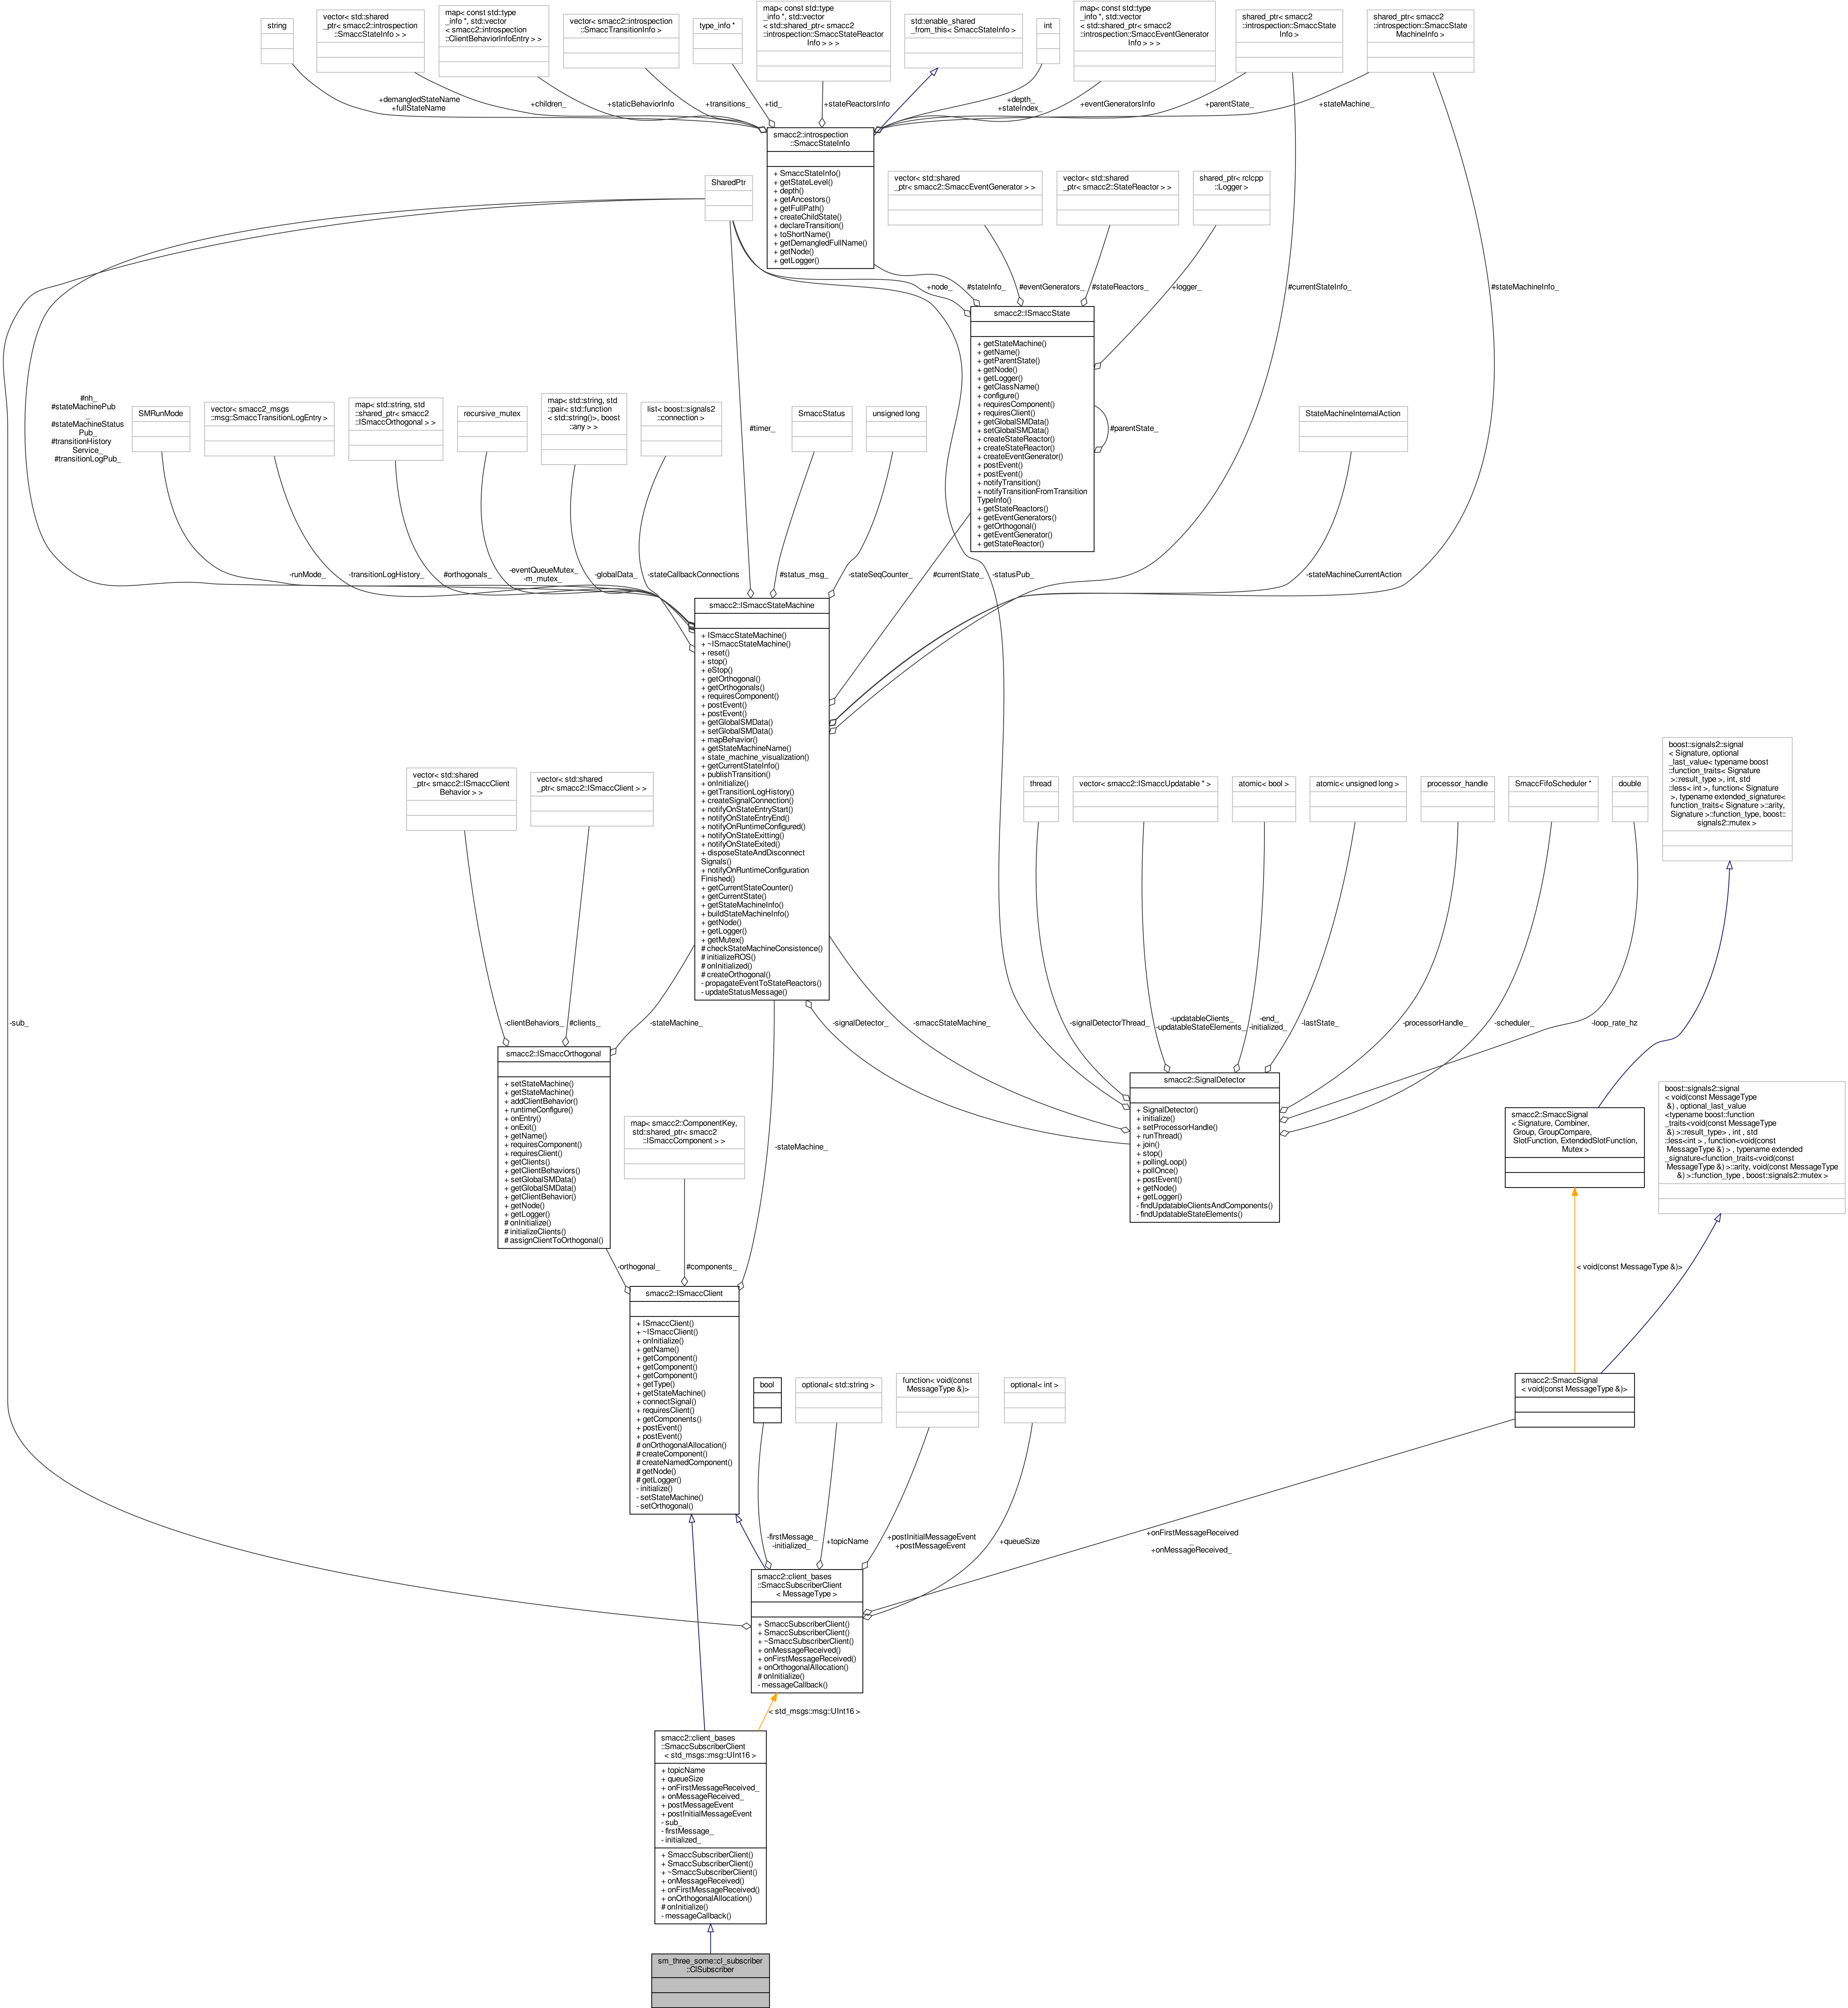 string
vector< std::shared
_ptr< smacc2::introspection
::SmaccStateInfo > >
map< const std::type
_info *, std::vector
< smacc2::introspection
::ClientBehaviorInfoEntry > >
vector< smacc2::introspection
::SmaccTransitionInfo >
type_info *
map< const std::type
_info *, std::vector
< std::shared_ptr< smacc2
::introspection::SmaccStateReactor
Info > > >
std::enable_shared
_from_this< SmaccStateInfo >
int
map< const std::type
_info *, std::vector
< std::shared_ptr< smacc2
::introspection::SmaccEventGenerator
Info > > >
shared_ptr< smacc2
::introspection::SmaccState
Info >
shared_ptr< smacc2
::introspection::SmaccState
MachineInfo >
+demangledStateName
+fullStateName
+children_
+staticBehaviorInfo
+transitions_
+tid_
+stateReactorsInfo
+depth_
+stateIndex_
+eventGeneratorsInfo
+parentState_
+stateMachine_
smacc2::introspection
::SmaccStateInfo
+ SmaccStateInfo()
+ getStateLevel()
+ depth()
+ getAncestors()
+ getFullPath()
+ createChildState()
+ declareTransition()
+ toShortName()
+ getDemangledFullName()
+ getNode()
+ getLogger()
SharedPtr
vector< std::shared
_ptr< smacc2::SmaccEventGenerator > >
vector< std::shared
_ptr< smacc2::StateReactor > >
shared_ptr< rclcpp
::Logger >
+node_
#stateInfo_
#eventGenerators_
#stateReactors_
+logger_
#currentStateInfo_
#stateMachineInfo_
smacc2::ISmaccState
+ getStateMachine()
+ getName()
+ getParentState()
+ getNode()
+ getLogger()
+ getClassName()
+ configure()
+ requiresComponent()
+ requiresClient()
+ getGlobalSMData()
+ setGlobalSMData()
+ createStateReactor()
+ createStateReactor()
+ createEventGenerator()
+ postEvent()
+ postEvent()
+ notifyTransition()
+ notifyTransitionFromTransition
TypeInfo()
+ getStateReactors()
+ getEventGenerators()
+ getOrthogonal()
+ getEventGenerator()
+ getStateReactor()
#parentState_
#nh_
#stateMachinePub
_
#stateMachineStatus
Pub_
#transitionHistory
Service_
#transitionLogPub_
SMRunMode
vector< smacc2_msgs
::msg::SmaccTransitionLogEntry >
map< std::string, std
::shared_ptr< smacc2
::ISmaccOrthogonal > >
recursive_mutex
map< std::string, std
::pair< std::function
< std::string()>, boost
::any > >
list< boost::signals2
::connection >
#timer_
SmaccStatus
unsigned long
StateMachineInternalAction
-runMode_
-transitionLogHistory_
#orthogonals_
-eventQueueMutex_
-m_mutex_
-globalData_
-stateCallbackConnections
#status_msg_
-stateSeqCounter_
#currentState_
-statusPub_
-stateMachineCurrentAction
smacc2::ISmaccStateMachine
+ ISmaccStateMachine()
+ ~ISmaccStateMachine()
+ reset()
+ stop()
+ eStop()
+ getOrthogonal()
+ getOrthogonals()
+ requiresComponent()
+ postEvent()
+ postEvent()
+ getGlobalSMData()
+ setGlobalSMData()
+ mapBehavior()
+ getStateMachineName()
+ state_machine_visualization()
+ getCurrentStateInfo()
+ publishTransition()
+ onInitialize()
+ getTransitionLogHistory()
+ createSignalConnection()
+ notifyOnStateEntryStart()
+ notifyOnStateEntryEnd()
+ notifyOnRuntimeConfigured()
+ notifyOnStateExitting()
+ notifyOnStateExited()
+ disposeStateAndDisconnect
Signals()
+ notifyOnRuntimeConfiguration
Finished()
+ getCurrentStateCounter()
+ getCurrentState()
+ getStateMachineInfo()
+ buildStateMachineInfo()
+ getNode()
+ getLogger()
+ getMutex()
# checkStateMachineConsistence()
# initializeROS()
# onInitialized()
# createOrthogonal()
- propagateEventToStateReactors()
- updateStatusMessage()
vector< std::shared
_ptr< smacc2::ISmaccClient
Behavior > >
vector< std::shared
_ptr< smacc2::ISmaccClient > >
thread
vector< smacc2::ISmaccUpdatable * >
atomic< bool >
atomic< unsigned long >
processor_handle
SmaccFifoScheduler *
double
boost::signals2::signal
< Signature, optional
_last_value< typename boost
::function_traits< Signature
>::result_type >, int, std
::less< int >, function< Signature
>, typename extended_signature<
function_traits< Signature >::arity,
Signature >::function_type, boost::
signals2::mutex >
-sub_
-clientBehaviors_
#clients_
-stateMachine_
-signalDetector_
-smaccStateMachine_
-signalDetectorThread_
-updatableClients_
-updatableStateElements_
-end_
-initialized_
-lastState_
-processorHandle_
-scheduler_
-loop_rate_hz
smacc2::ISmaccOrthogonal
+ setStateMachine()
+ getStateMachine()
+ addClientBehavior()
+ runtimeConfigure()
+ onEntry()
+ onExit()
+ getName()
+ requiresComponent()
+ requiresClient()
+ getClients()
+ getClientBehaviors()
+ setGlobalSMData()
+ getGlobalSMData()
+ getClientBehavior()
+ getNode()
+ getLogger()
# onInitialize()
# initializeClients()
# assignClientToOrthogonal()
smacc2::SignalDetector
+ SignalDetector()
+ initialize()
+ setProcessorHandle()
+ runThread()
+ join()
+ stop()
+ pollingLoop()
+ pollOnce()
+ postEvent()
+ getNode()
+ getLogger()
- findUpdatableClientsAndComponents()
- findUpdatableStateElements()
smacc2::SmaccSignal
< Signature, Combiner,
Group, GroupCompare,
SlotFunction, ExtendedSlotFunction,
Mutex >
boost::signals2::signal
< void(const MessageType
&) , optional_last_value
<typename boost::function
_traits<void(const MessageType
&) >::result_type> , int , std
::less<int > , function<void(const
MessageType &) > , typename extended
_signature<function_traits<void(const
MessageType &) >::arity, void(const MessageType
&) >::function_type , boost::signals2::mutex >
map< smacc2::ComponentKey,
std::shared_ptr< smacc2
::ISmaccComponent > >
-stateMachine_
-orthogonal_
#components_
< void(const MessageType &)>
smacc2::ISmaccClient
+ ISmaccClient()
+ ~ISmaccClient()
+ onInitialize()
+ getName()
+ getComponent()
+ getComponent()
+ getComponent()
+ getType()
+ getStateMachine()
+ connectSignal()
+ requiresClient()
+ getComponents()
+ postEvent()
+ postEvent()
# onOrthogonalAllocation()
# createComponent()
# createNamedComponent()
# getNode()
# getLogger()
- initialize()
- setStateMachine()
- setOrthogonal()
bool
optional< std::string >
function< void(const
MessageType &)>
optional< int >
smacc2::SmaccSignal
< void(const MessageType &)>
-firstMessage_
-initialized_
+topicName
+postInitialMessageEvent
+postMessageEvent
+queueSize
+onFirstMessageReceived
_
+onMessageReceived_
smacc2::client_bases
::SmaccSubscriberClient
< MessageType >
+ SmaccSubscriberClient()
+ SmaccSubscriberClient()
+ ~SmaccSubscriberClient()
+ onMessageReceived()
+ onFirstMessageReceived()
+ onOrthogonalAllocation()
# onInitialize()
- messageCallback()
< std_msgs::msg::UInt16 >
smacc2::client_bases
::SmaccSubscriberClient
< std_msgs::msg::UInt16 >
+ topicName
+ queueSize
+ onFirstMessageReceived_
+ onMessageReceived_
+ postMessageEvent
+ postInitialMessageEvent
- sub_
- firstMessage_
- initialized_
+ SmaccSubscriberClient()
+ SmaccSubscriberClient()
+ ~SmaccSubscriberClient()
+ onMessageReceived()
+ onFirstMessageReceived()
+ onOrthogonalAllocation()
# onInitialize()
- messageCallback()
sm_three_some::cl_subscriber
::ClSubscriber